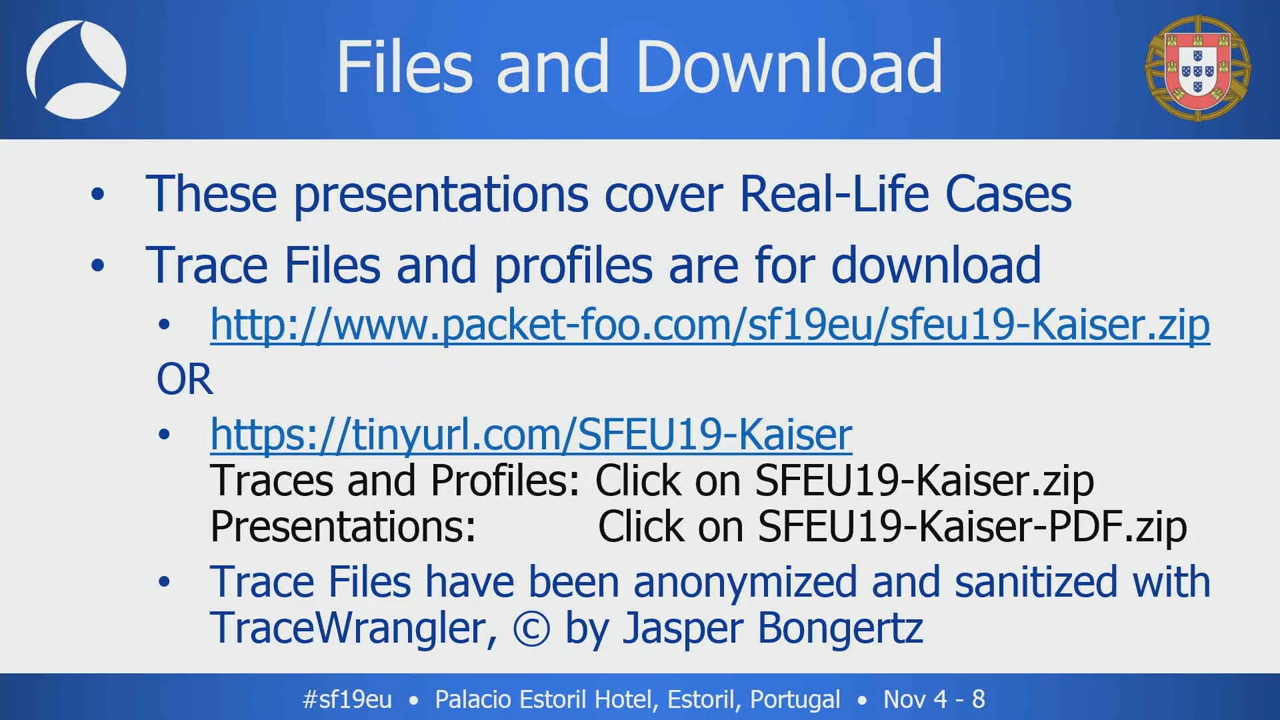 Files and Download
• These presentations cover Real-Life Cases
• Trace Files and profiles are for download
• http://www.packet-foo.com/sf19eu/sfeu19-Kaiser.zip
OR
• https://tinyurl.com/SFEU19-Kaiser
Traces and Profiles: Click on SFEU19-Kaiser.zip
Presentations: Click on SFEU19-Kaiser-PDF.zip
• Trace Files have been anonymized and sanitized with
TraceWrangler, © by Jasper Bongertz
#sf19eu • Palacio Estoril Hotel, Estoril, Portugal • Nov 4 - 8